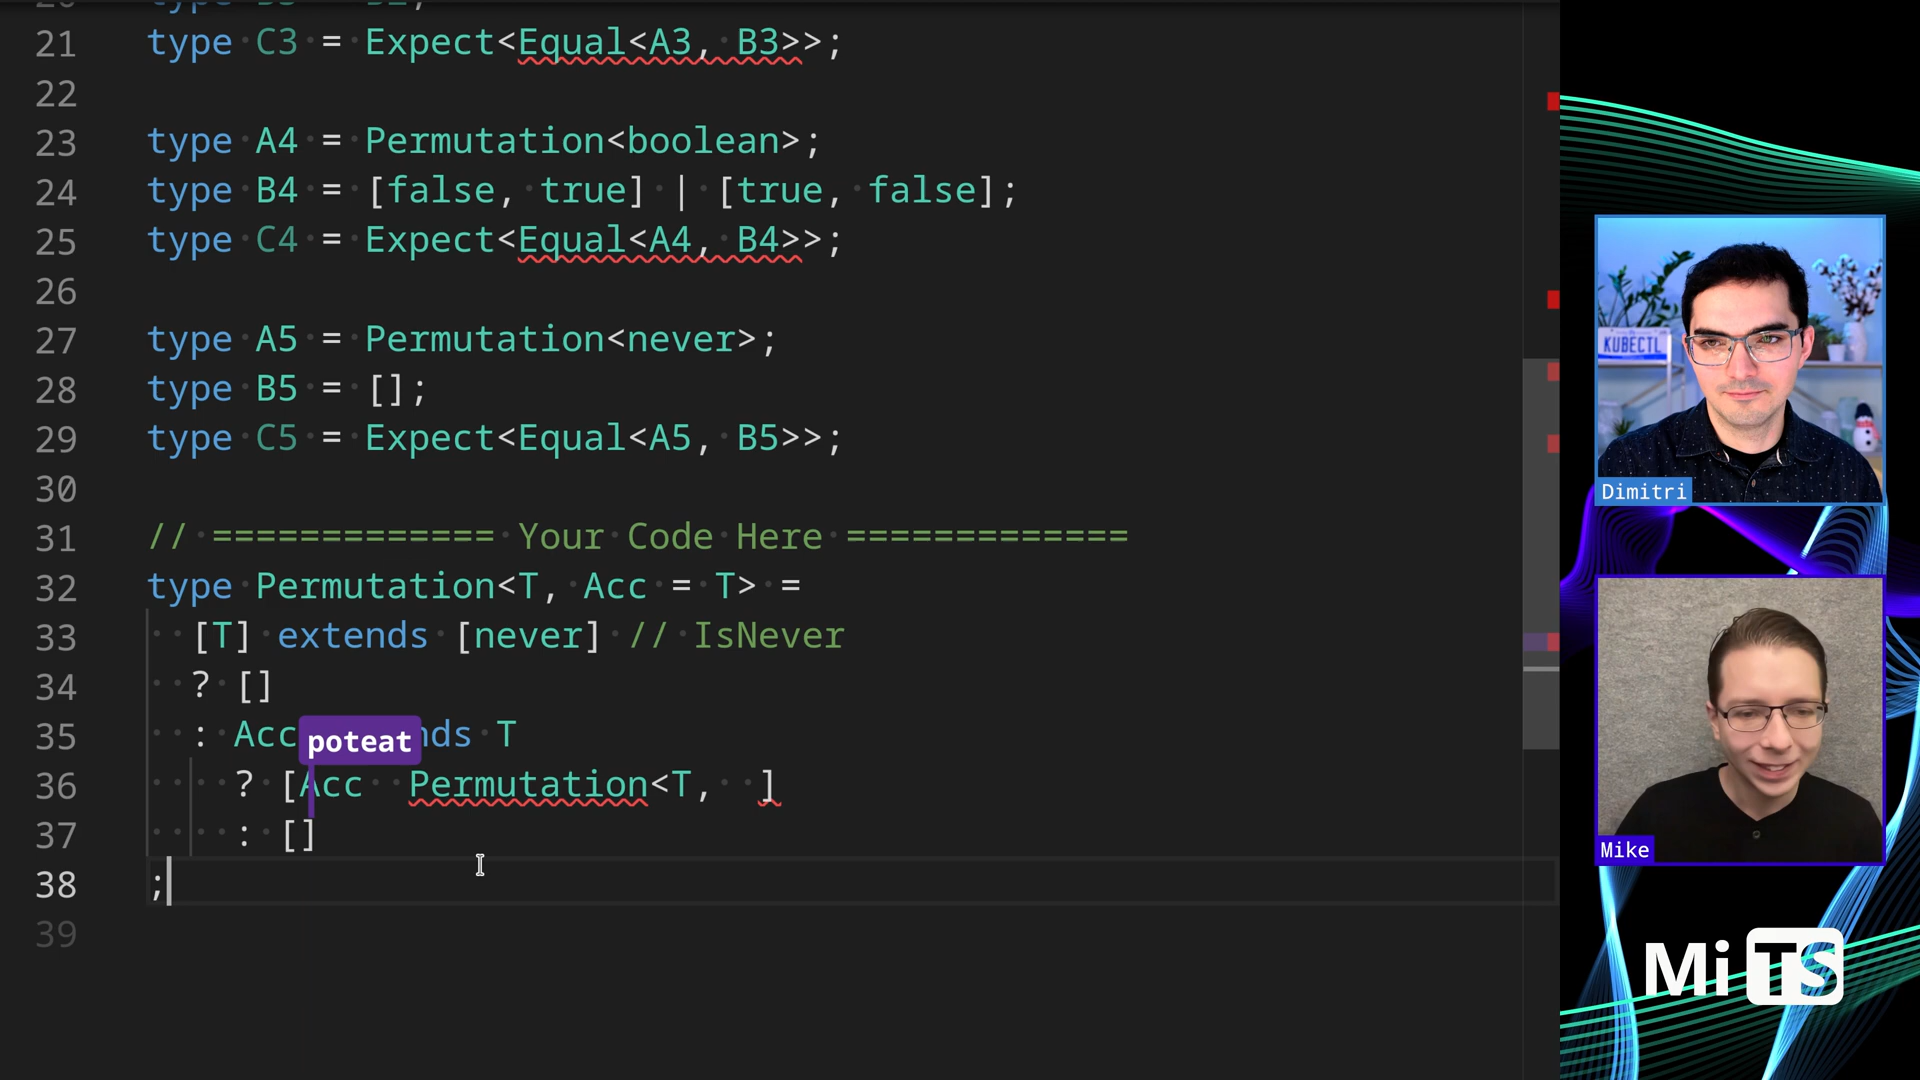 21 type C3 = Expect<Equal<A3, B3>>;
22
23 type A4 = Permutation<boolean>;
24 type B4 = [false, true] | [true, false];
25 type C4 = Expect<Equal<A4, B4>>;
26
27 type A5 = Permutation<never>;
28 type B5 = [];
29 type C5 = Expect<Equal<A5, B5>>;
30
31 // ============= Your Code Here =============
32 type Permutation<T, Acc = T> =
33 [T] extends [never] // IsNever
34 ? []
35 : Acc nds T
poteat
36 ? [Acc Permutation<T, ]
37 : []
38 ;
39
KUBECTL
Dimitri
Mike
Mi TS